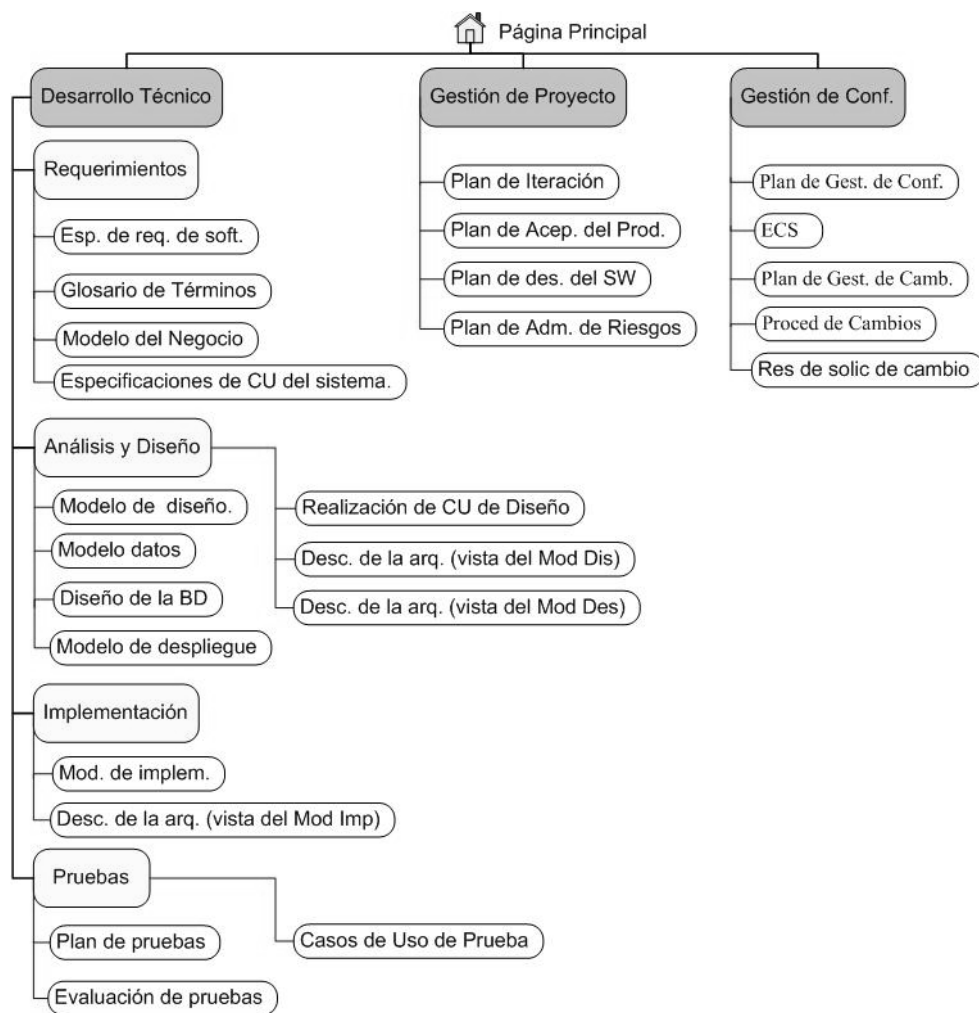 Página Principal
Desarrollo Técnico
Requerimientos
Esp. de req. de soft.
Glosario de Términos
Modelo del Negocio
Especificaciones de CU del sistema.
Análisis y Diseño
Modelo de diseño.
Modelo datos
Diseño de la BD
Modelo de despliegue
Realización de CU de Diseño
Desc. de la arq. (vista del Mod Dis)
Desc. de la arq. (vista del Mod Des)
Implementación
Mod. de implem.
Desc. de la arq. (vista del Mod Imp)
Pruebas
Plan de pruebas
Evaluación de pruebas
Casos de Uso de Prueba
Gestión de Proyecto
Plan de Iteración
Plan de Acep. del Prod.
Plan de des. del SW
Plan de Adm. de Riesgos
Gestión de Conf.
Plan de Gest. de Conf.
ECS
Plan de Gest. de Camb.
Proced de Cambios
Res de solic de cambio